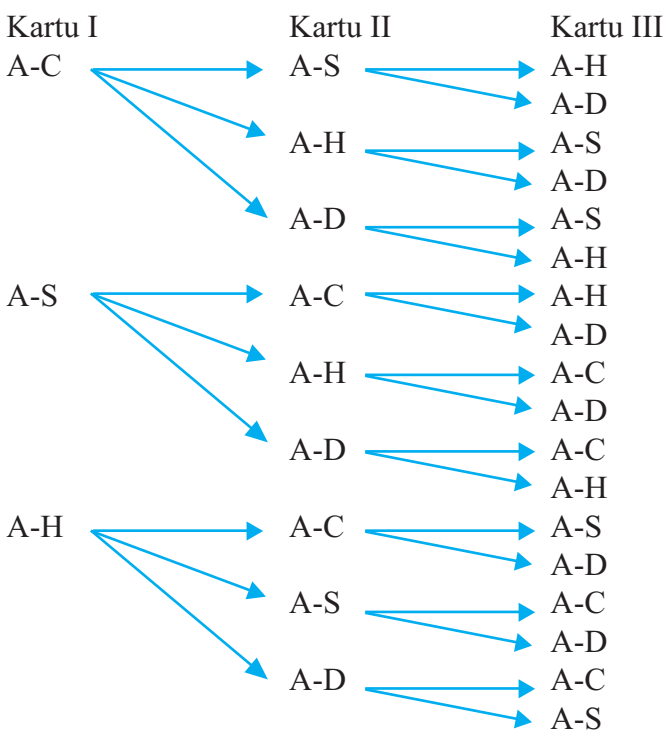 Kartu I Kartu II Kartu III
A-C A-S A-H
A-D
A-H A-S
A-D
A-D A-S
A-H
A-S A-C A-H
A-D
A-H A-C
A-D
A-D A-C
A-H
A-H A-C A-S
A-D
A-S A-C
A-D
A-D A-C
A-S